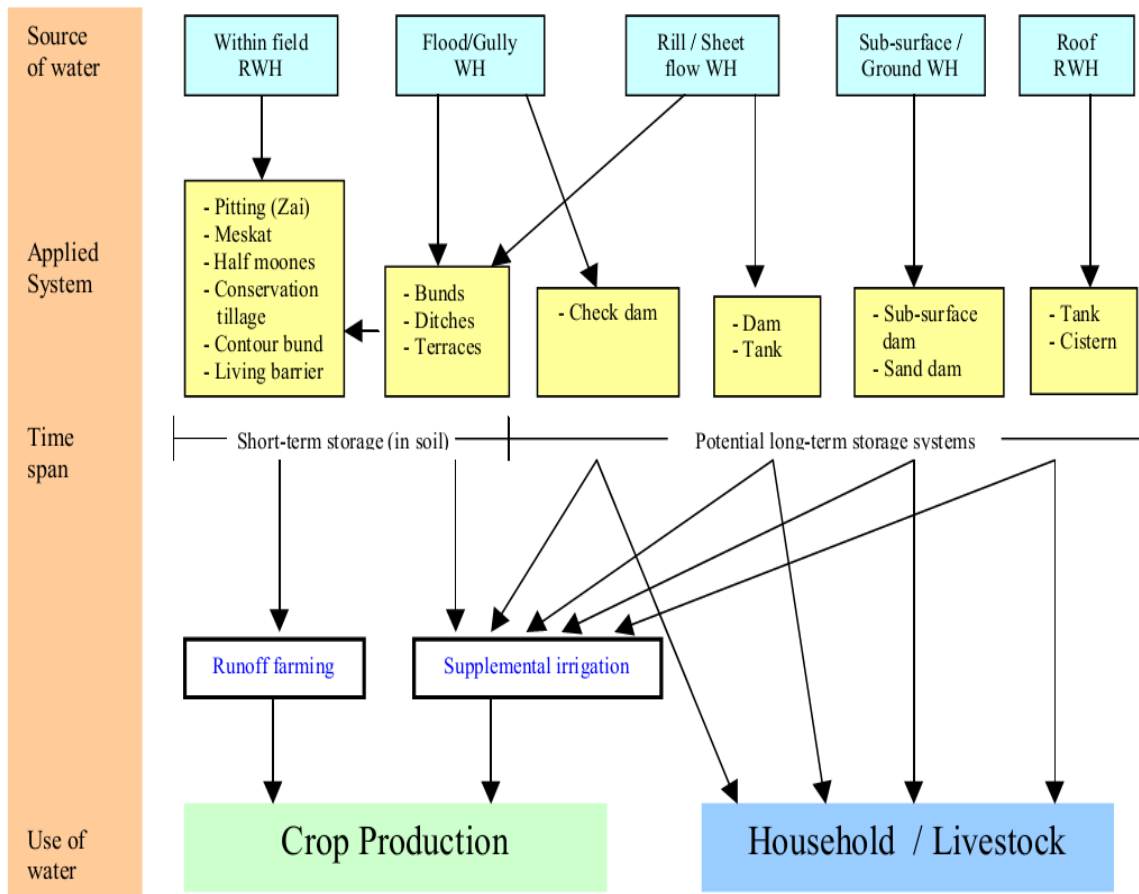 Source
of water
Within field
RWH
Flood/Gully
WH
Rill / Sheet
flow WH
Sub-surface /
Ground WH
Roof
RWH
Applied
System
- Pitting (Zai)
- Meskat
- Half moones
- Conservation
tillage
- Contour bund
- Living barrier
- Bunds
- Ditches
- Terraces
- Check dam
- Dam
- Tank
- Sub-surface
dam
- Sand dam
- Tank
- Cistern
Time
span
Short-term storage (in soil)
Potential long-term storage systems
Runoff farming
Supplemental irrigation
Use of
water
Crop Production
Household / Livestock